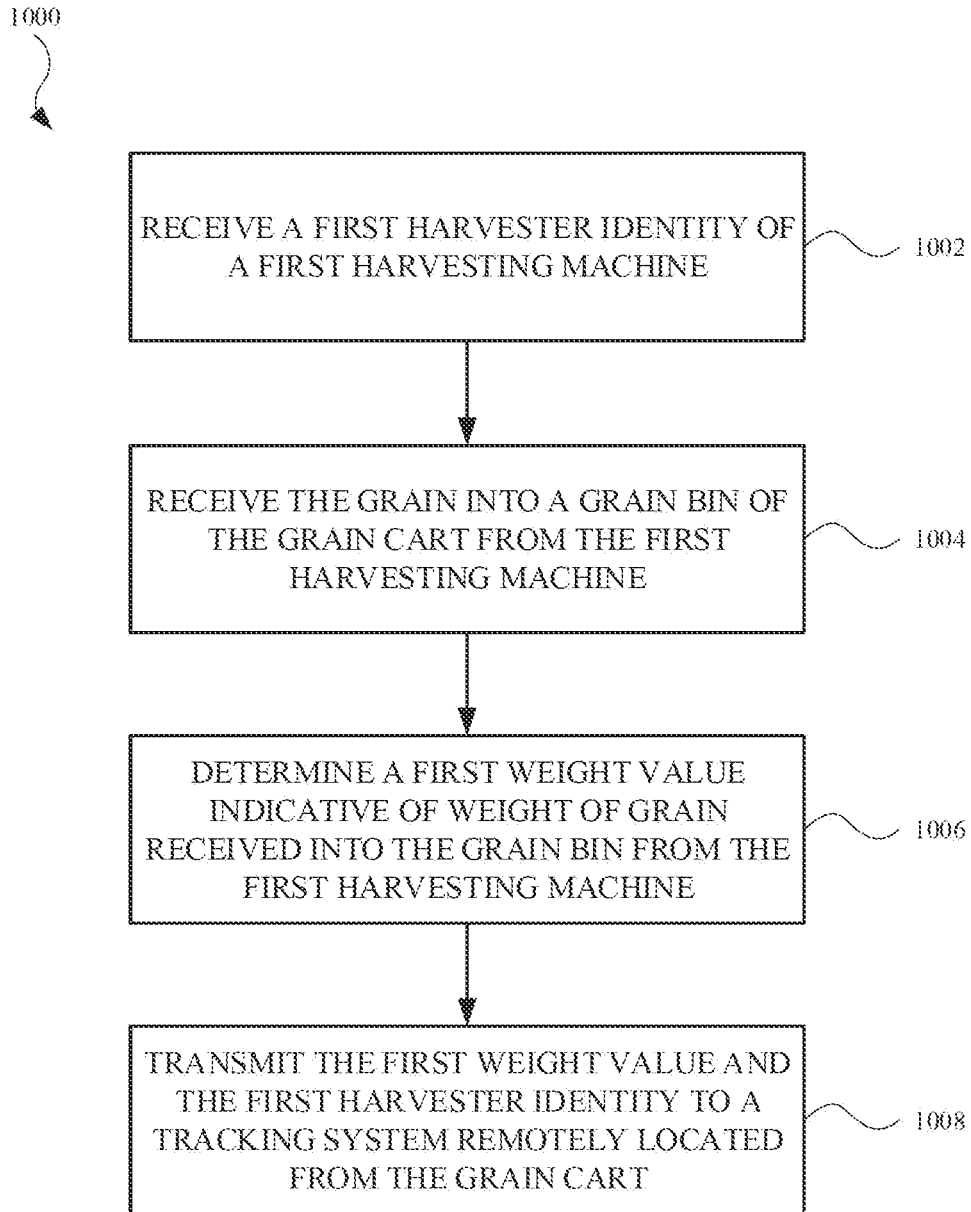 1000
RECEIVE A FIRST HARVESTER IDENTITY OF
A FIRST HARVESTING MACHINE
1002
RECEIVE THE GRAIN INTO A GRAIN BIN OF
THE GRAIN CART FROM THE FIRST
HARVESTING MACHINE
1004
DETERMINE A FIRST WEIGHT VALUE
INDICATIVE OF WEIGHT OF GRAIN
RECEIVED INTO THE GRAIN BIN FROM THE
FIRST HARVESTING MACHINE
1006
TRANSMIT THE FIRST WEIGHT VALUE AND
THE FIRST HARVESTER IDENTITY TO A
TRACKING SYSTEM REMOTELY LOCATED
FROM THE GRAIN CART
1008